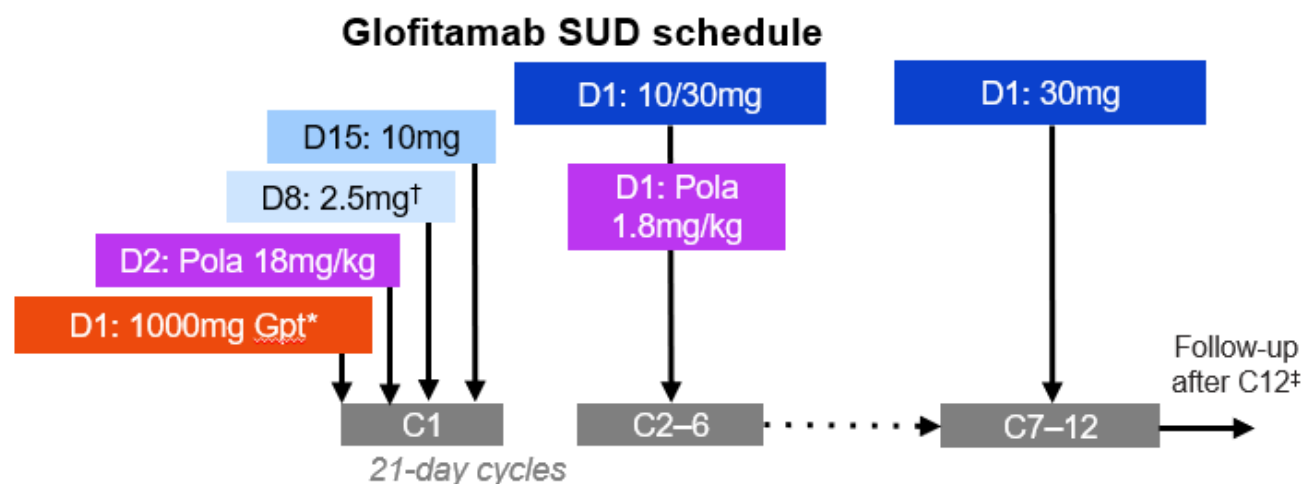 Glofitamab SUD schedule
D1: 10/30mg
D1: 30mg
D15: 10mg
D1: Pola
1.8mg/kg
D8: 2.5mg†
D2: Pola 18mg/kg
D1: 1000mg Gpt*
Follow-up
after C12‡
C1
C2–6
C7–12
21-day cycles